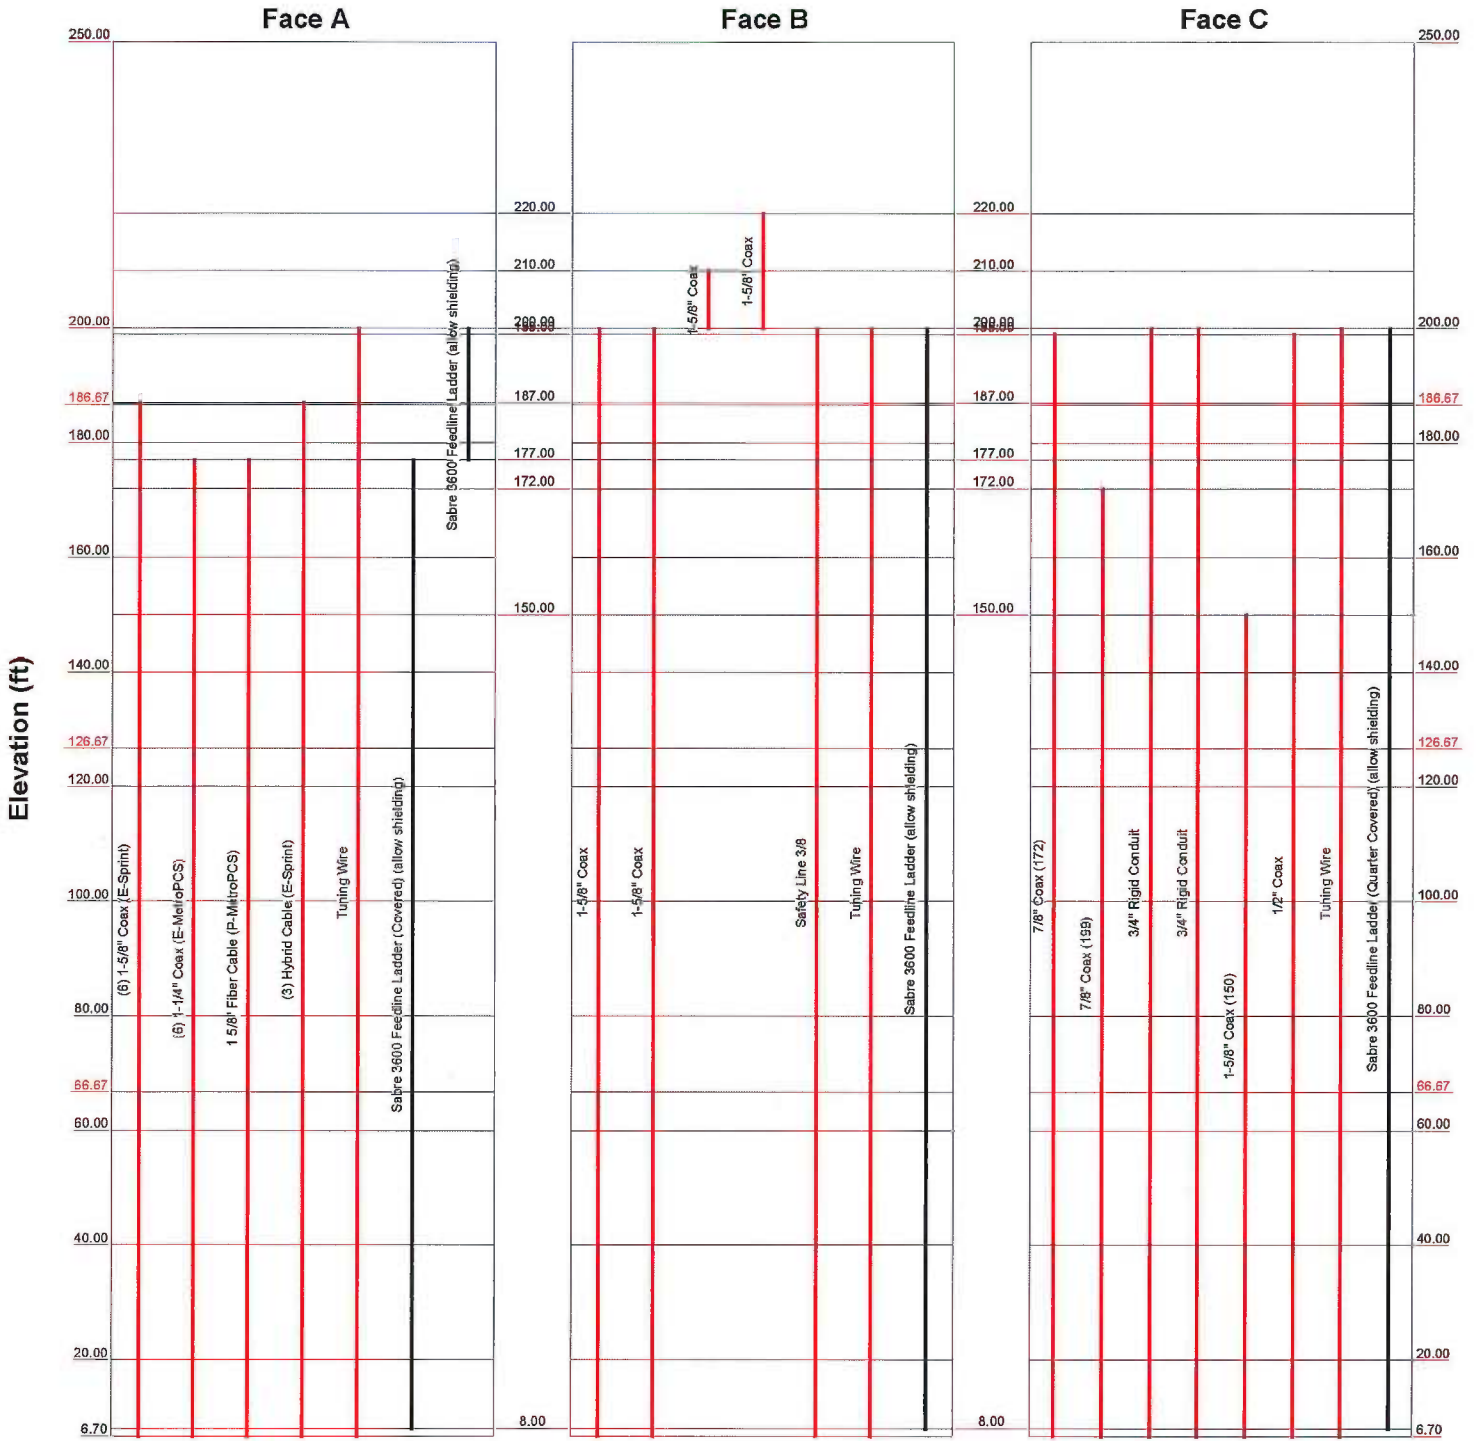 Face A
Face B
Face C
Elevation (ft)
250.00
250.00
220.00
220.00
210.00
210.00
200.00
200.00
200.00
200.00
186.67
187.00
187.00
186.67
180.00
180.00
177.00
177.00
172.00
172.00
160.00
160.00
150.00
150.00
140.00
140.00
126.67
126.67
120.00
120.00
100.00
100.00
80.00
80.00
66.67
66.67
60.00
60.00
40.00
40.00
20.00
20.00
8.00
8.00
6.70
6.70
(6) 1-5/8" Coax (E-Sprint)
(6) 1-1/4" Coax (E-MetroPCS)
1 5/8" Fiber Cable (P-MetroPCS)
(3) Hybrid Cable (E-Sprint)
Tuning Wire
Sabre 3600 Feedline Ladder (Covered) (allow shielding)
Sabre 3600 Feedline Ladder (allow shielding)
1-5/8" Coax
1-5/8" Coax
1-5/8" Coax
1-5/8" Coax
Safety Line 3/8
Tuning Wire
Sabre 3600 Feedline Ladder (allow shielding)
7/8" Coax (172)
7/8" Coax (199)
3/4" Rigid Conduit
3/4" Rigid Conduit
1-5/8" Coax (150)
1/2" Coax
Tuning Wire
Sabre 3600 Feedline Ladder (Quarter Covered) (allow shielding)